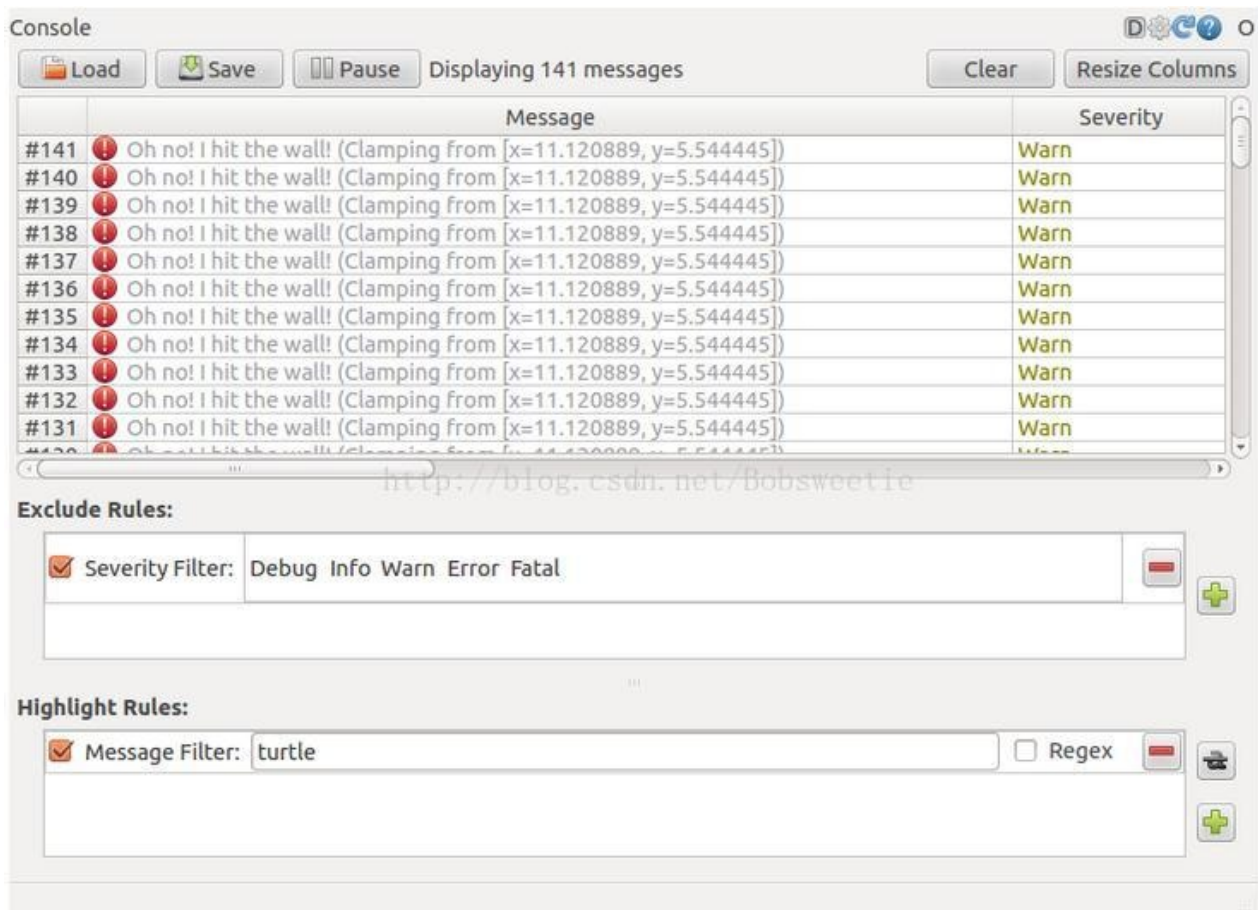 Console D ? O
Load Save Pause Displaying 141 messages Clear Resize Columns
Message Severity
#141 Oh no! I hit the wall! (Clamping from [x=11.120889, y=5.544445]) Warn
#140 Oh no! I hit the wall! (Clamping from [x=11.120889, y=5.544445]) Warn
#139 Oh no! I hit the wall! (Clamping from [x=11.120889, y=5.544445]) Warn
#138 Oh no! I hit the wall! (Clamping from [x=11.120889, y=5.544445]) Warn
#137 Oh no! I hit the wall! (Clamping from [x=11.120889, y=5.544445]) Warn
#136 Oh no! I hit the wall! (Clamping from [x=11.120889, y=5.544445]) Warn
#135 Oh no! I hit the wall! (Clamping from [x=11.120889, y=5.544445]) Warn
#134 Oh no! I hit the wall! (Clamping from [x=11.120889, y=5.544445]) Warn
#133 Oh no! I hit the wall! (Clamping from [x=11.120889, y=5.544445]) Warn
#132 Oh no! I hit the wall! (Clamping from [x=11.120889, y=5.544445]) Warn
#131 Oh no! I hit the wall! (Clamping from [x=11.120889, y=5.544445]) Warn
http://blog.csdn.net/Bobsweetie
Exclude Rules:
Severity Filter: Debug Info Warn Error Fatal
Highlight Rules:
Message Filter: turtle Regex